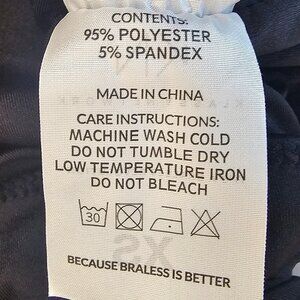 CONTENTS:
95% POLYESTER
5% SPANDEX
MADE IN CHINA
CARE INSTRUCTIONS:
MACHINE WASH COLD
DO NOT TUMBLE DRY
LOW TEMPERATURE IRON
DO NOT BLEACH
30
BECAUSE BRALESS IS BETTER